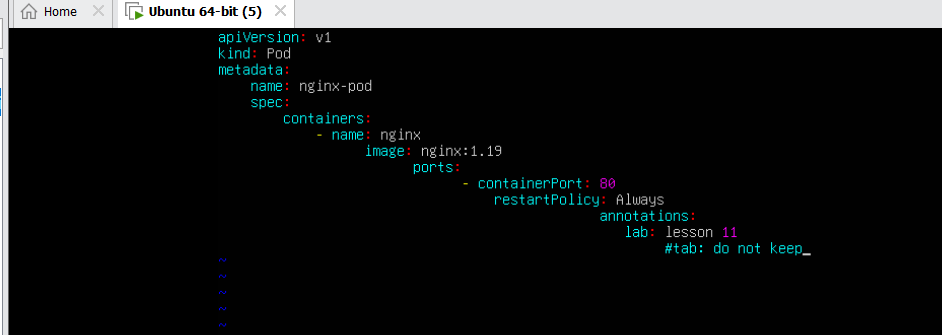 Home
Ubuntu 64-bit (5)
apiVersion: v1
kind: Pod
metadata:
    name: nginx-pod
    spec:
        containers:
            - name: nginx
                  image: nginx:1.19
                        ports:
                              - containerPort: 80
                                  restartPolicy: Always
                                               annotations:
                                                  lab: lesson 11
                                                       #tab: do not keep_
~
~
~
~
~